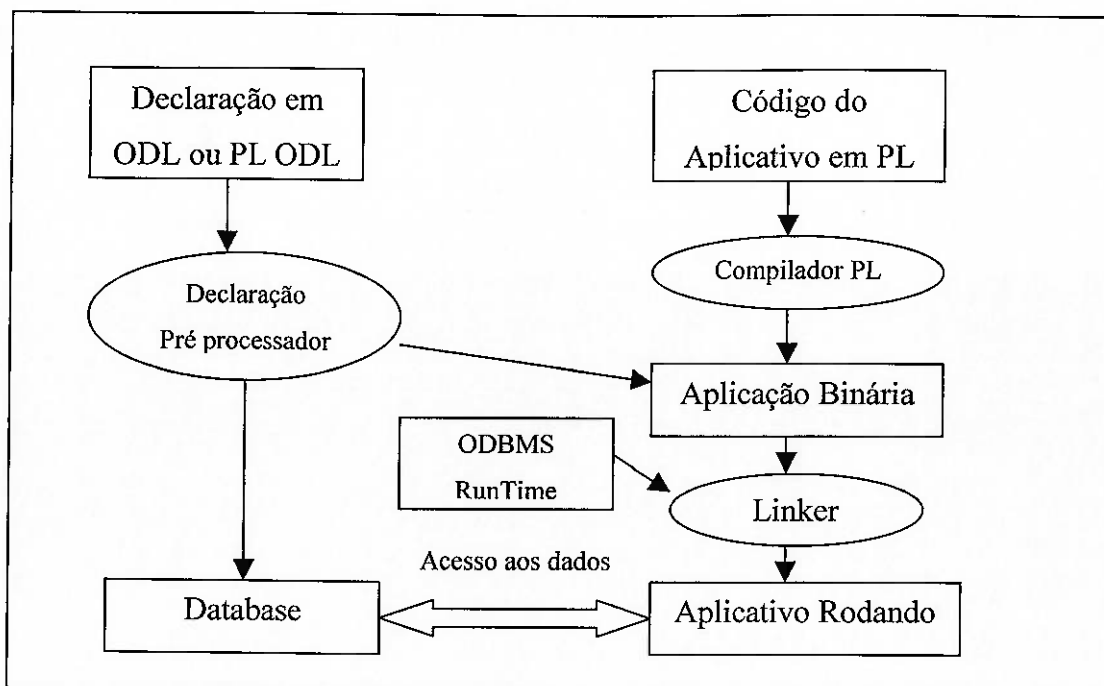 Declaração em
ODL ou PL ODL
Código do
Aplicativo em PL
Declaração
Pré processador
Compilador PL
Aplicação Binária
ODBMS
RunTime
Linker
Acesso aos dados
Database
Aplicativo Rodando